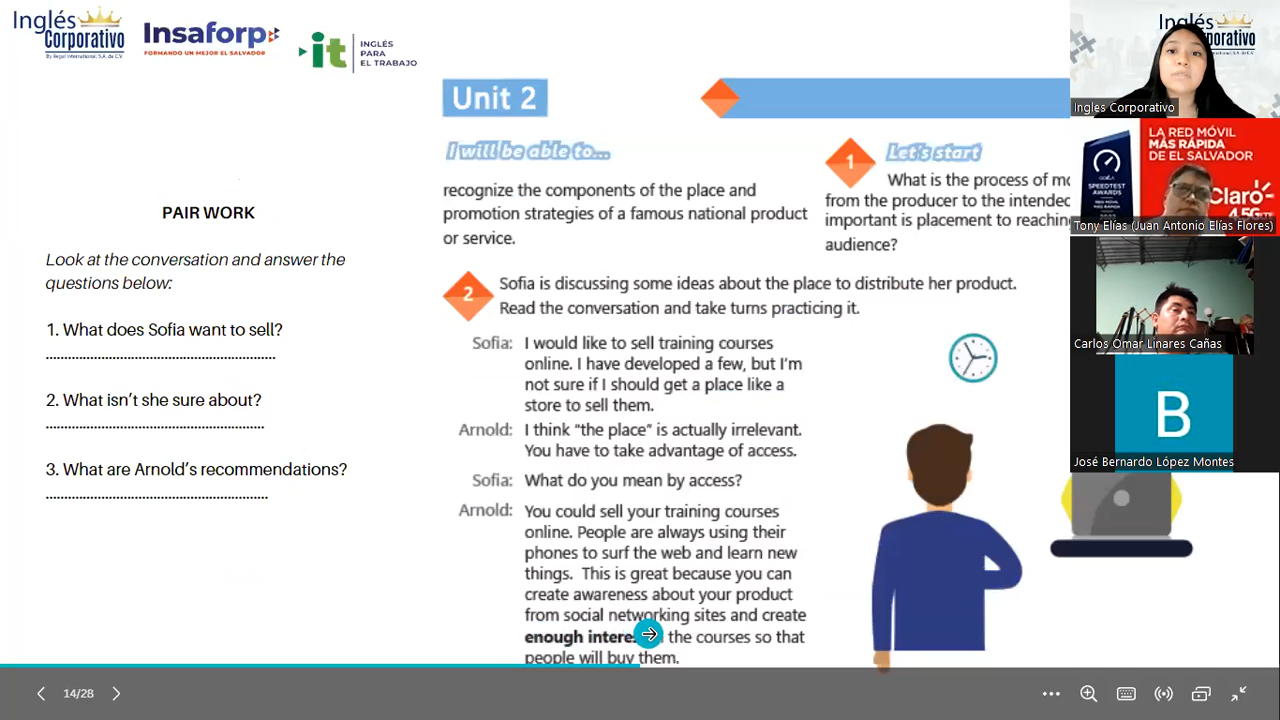 Inglés
Corporativo
By Regal International, S.A. de C.V.
Insaforp
FORMANDO UN MEJOR EL SALVADOR
it
INGLÉS
PARA
EL TRABAJO
Unit 2
I will be able to...
recognize the components of the place and
promotion strategies of a famous national product
or service.
1
Let's start
What is the process of mo
from the producer to the intended
important is placement to reaching
audience?
PAIR WORK
Look at the conversation and answer the
questions below:
1. What does Sofia want to sell?
2. What isn't she sure about?
3. What are Arnold's recommendations?
2
Sofia is discussing some ideas about the place to distribute her product.
Read the conversation and take turns practicing it.
Sofia: I would like to sell training courses
online. I have developed a few, but I'm
not sure if I should get a place like a
store to sell them.
Arnold: I think "the place" is actually irrelevant.
You have to take advantage of access.
Sofia: What do you mean by access?
Arnold: You could sell your training courses
online. People are always using their
phones to surf the web and learn new
things. This is great because you can
create awareness about your product
from social networking sites and create
enough intere the courses so that
people will buy them.
14/28
Inglés
Corporativo
Ingles Corporativo
SPEEDTEST
AWARDS
LA RED MÓVIL
MÁS RÁPIDA
DE EL SALVADOR
Claro
4.5G
Tony Elías (Juan Antonio Elías Flores)
Carlos Omar Linares Cañas
B
José Bernardo López Montes